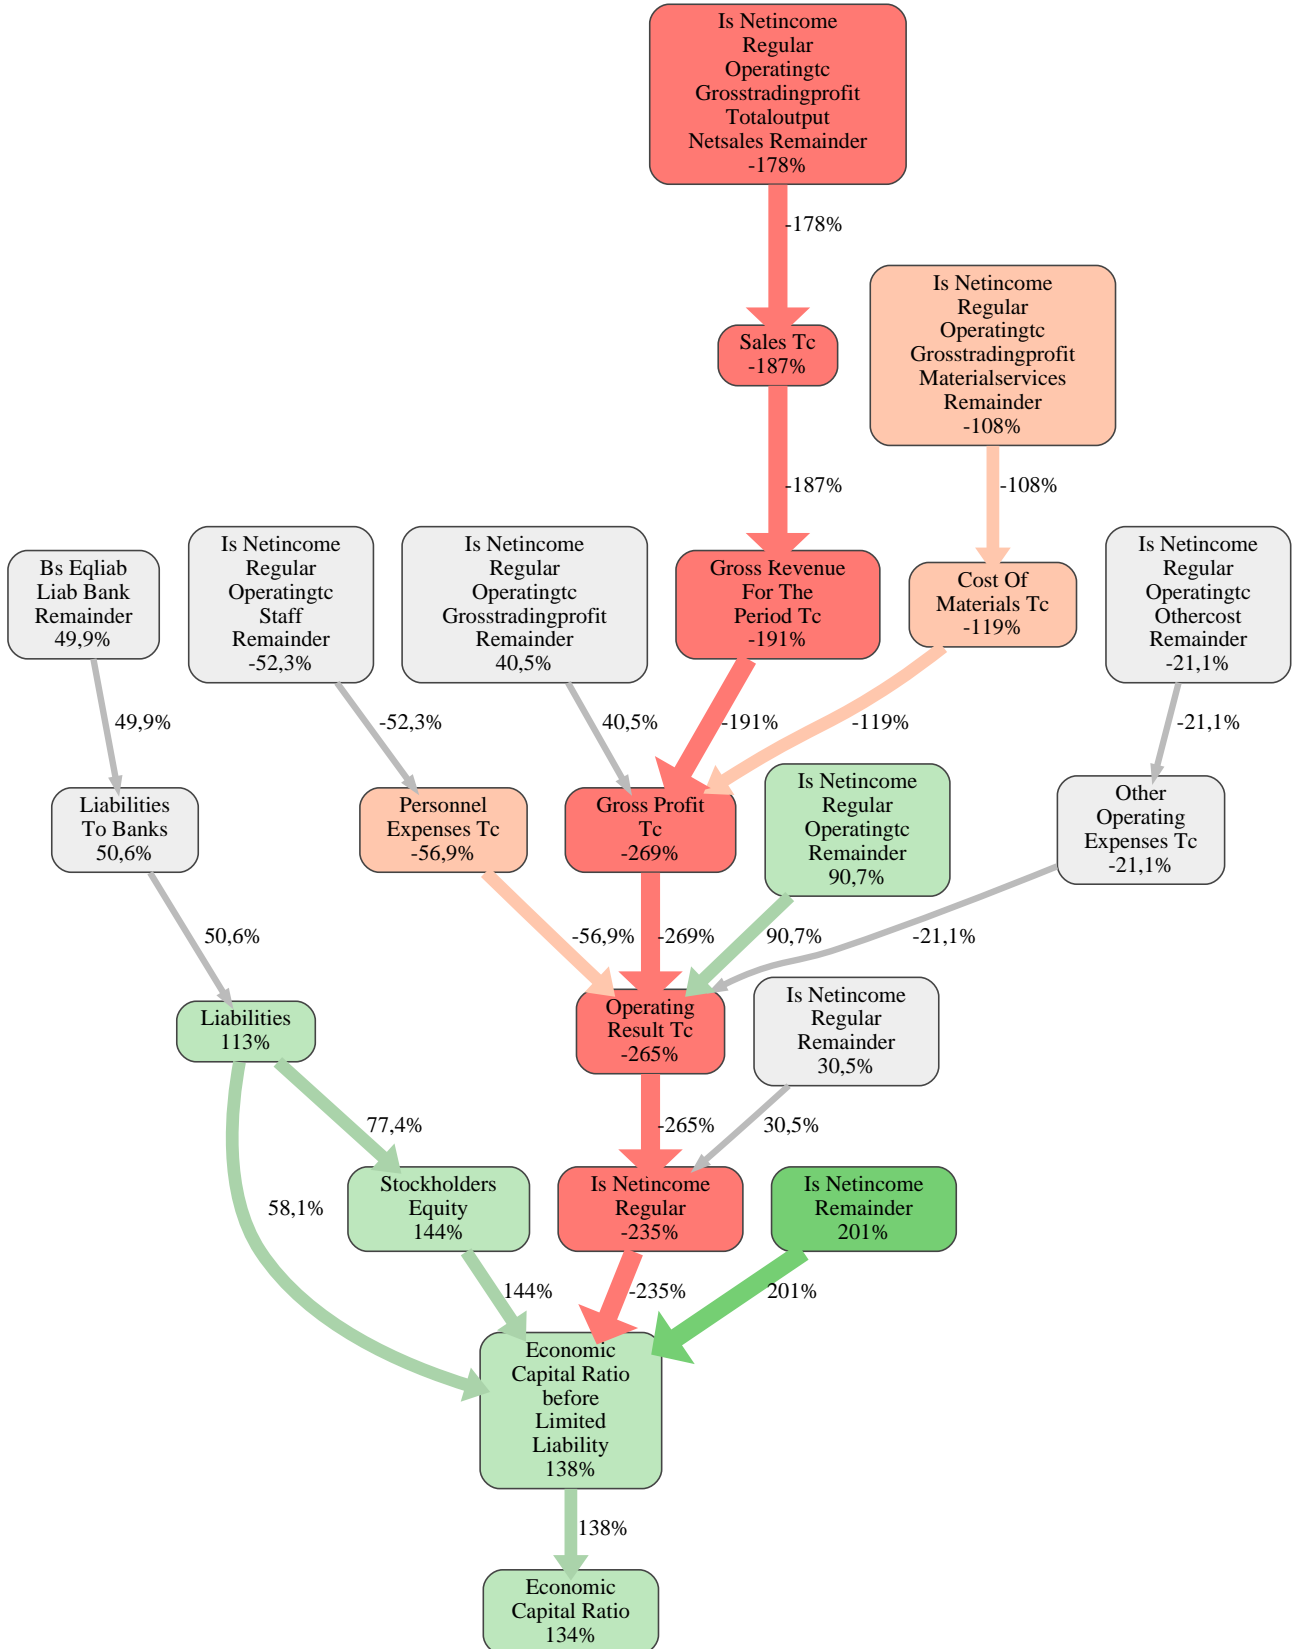 Is Netincome
Regular
Operatingtc
Grosstradingprofit
Totaloutput
Netsales Remainder
-178%
-178%
Is Netincome
Regular
Operatingtc
Grosstradingprofit
Materialservices
Remainder
-108%
Sales Tc
-187%
-187%
-108%
Bs Eqliab
Liab Bank
Remainder
49,9%
Is Netincome
Regular
Operatingtc
Staff
Remainder
-52,3%
Is Netincome
Regular
Operatingtc
Grosstradingprofit
Remainder
40,5%
Gross Revenue
For The
Period Tc
-191%
Cost Of
Materials Tc
-119%
Is Netincome
Regular
Operatingtc
Othercost
Remainder
-21,1%
49,9%
-52,3%
40,5%
-191%
-119%
-21,1%
Liabilities
To Banks
50,6%
Personnel
Expenses Tc
-56,9%
Gross Profit
Tc
-269%
Is Netincome
Regular
Operatingtc
Remainder
90,7%
Other
Operating
Expenses Tc
-21,1%
50,6%
-56,9%
-269%
90,7%
-21,1%
Liabilities
113%
Operating
Result Tc
-265%
Is Netincome
Regular
Remainder
30,5%
77,4%
-265%
30,5%
58,1%
Stockholders
Equity
144%
Is Netincome
Regular
-235%
Is Netincome
Remainder
201%
144%
-235%
201%
Economic
Capital Ratio
before
Limited
Liability
138%
138%
Economic
Capital Ratio
134%